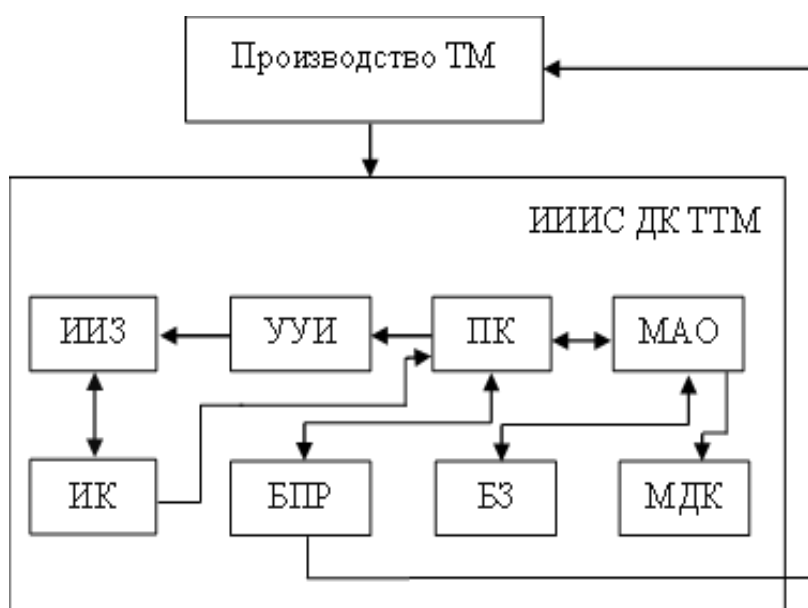 Производство ТМ
ИИИС ДК ТТМ
ИИЗ
УУИ
ПК
МАО
ИК
БПР
БЗ
МДК